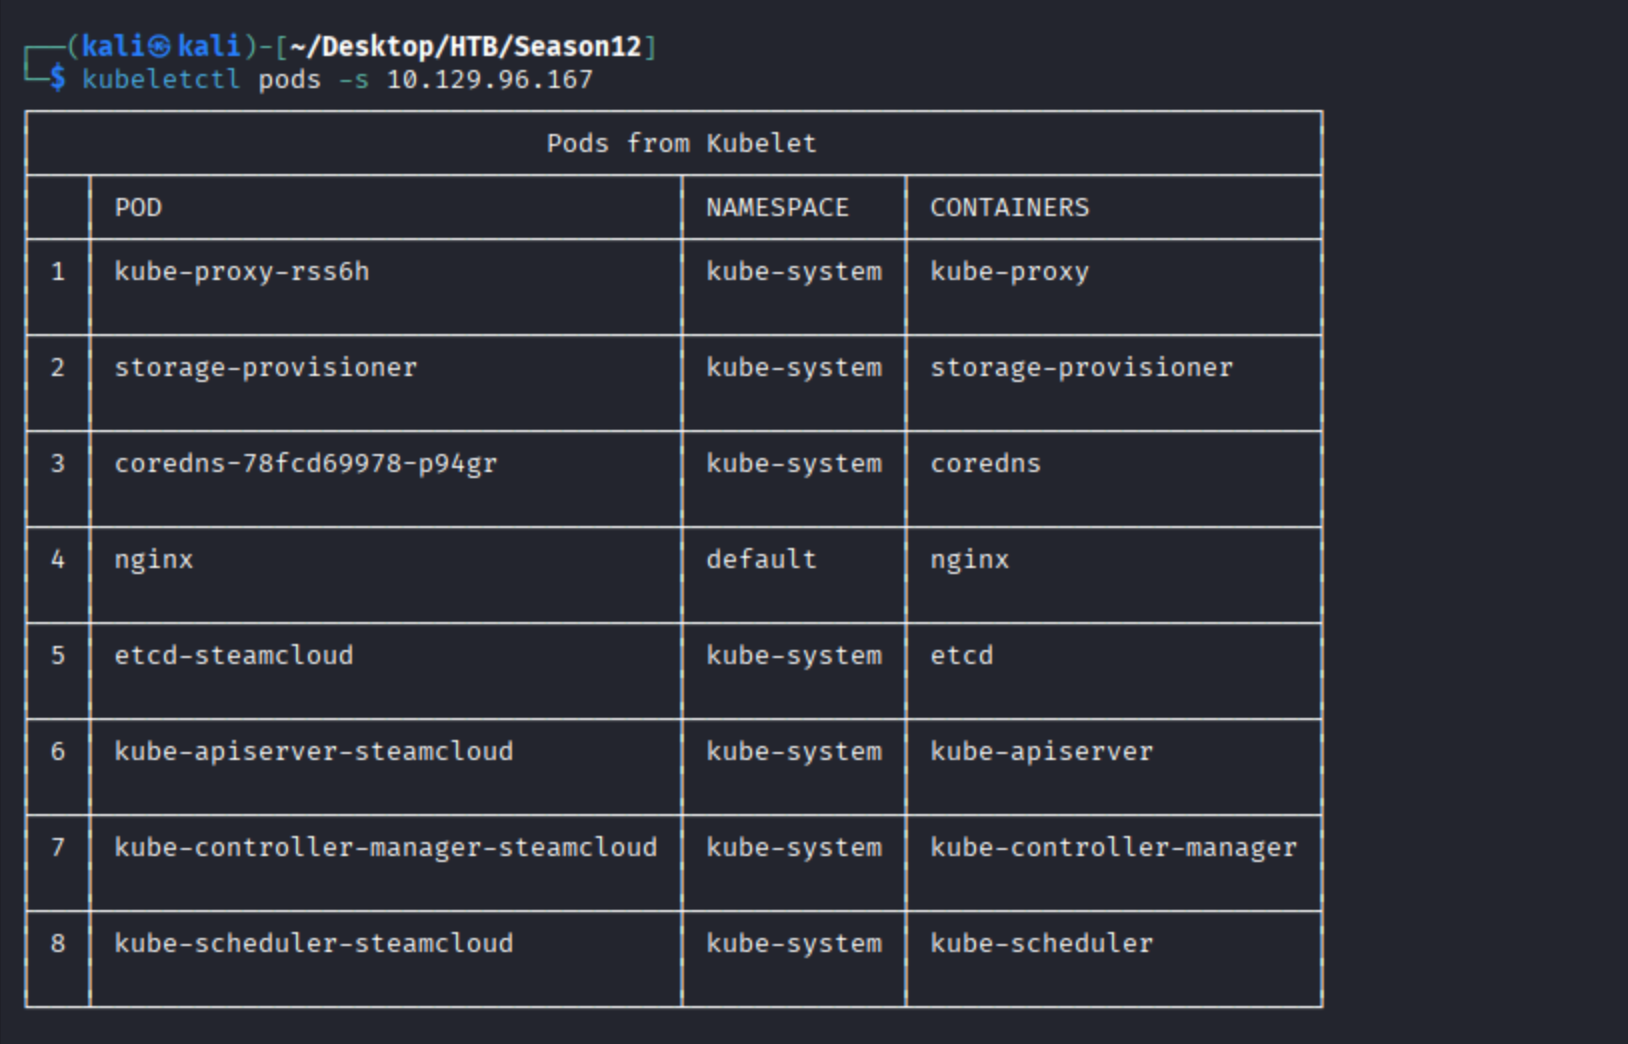 ┌──(kali㉿kali)-[~/Desktop/HTB/Season12]
└─$ kubeletctl pods -s 10.129.96.167
Pods from Kubelet
POD NAMESPACE CONTAINERS
1 kube-proxy-rss6h kube-system kube-proxy
2 storage-provisioner kube-system storage-provisioner
3 coredns-78fcd69978-p94gr kube-system coredns
4 nginx default nginx
5 etcd-steamcloud kube-system etcd
6 kube-apiserver-steamcloud kube-system kube-apiserver
7 kube-controller-manager-steamcloud kube-system kube-controller-manager
8 kube-scheduler-steamcloud kube-system kube-scheduler